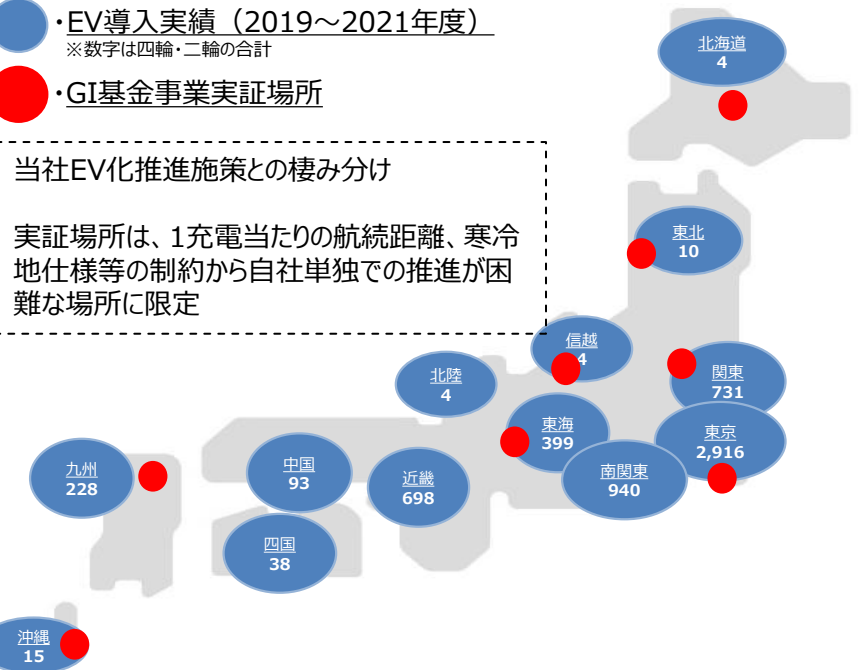 ・EV導入実績（2019～2021年度）
※数字は四輪・二輪の合計
・GI基金事業実証場所
当社EV化推進施策との棲み分け
実証場所は、1充電当たりの航続距離、寒冷
地仕様等の制約から自社単独での推進が困
難な場所に限定
北海道
4
東北
10
信越
4
北陸
4
関東
731
東海
399
東京
2,916
南関東
940
近畿
698
中国
93
四国
38
九州
228
沖縄
15